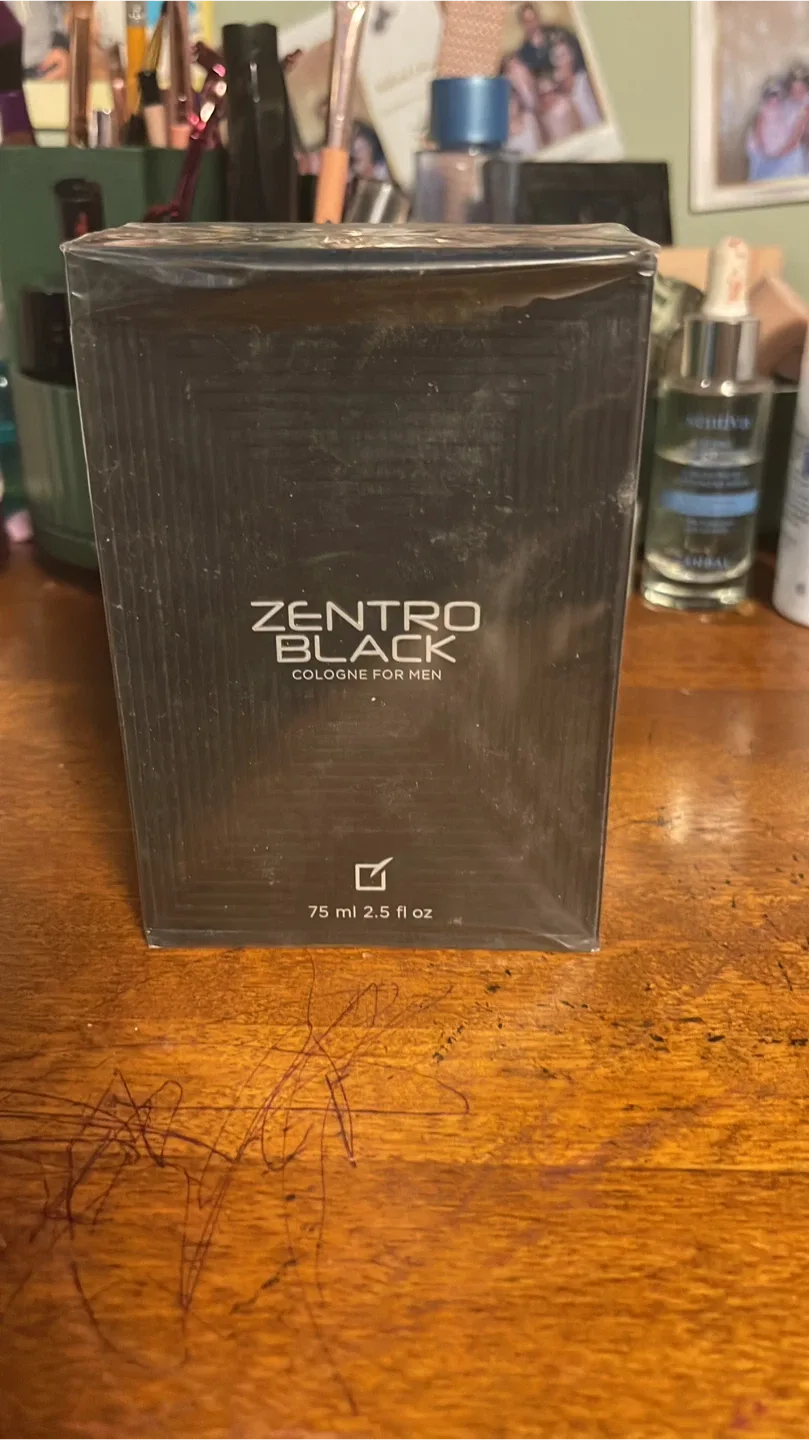 ZENTRO
BLACK
COLOGNE FOR MEN
75 ml 2.5 fl oz